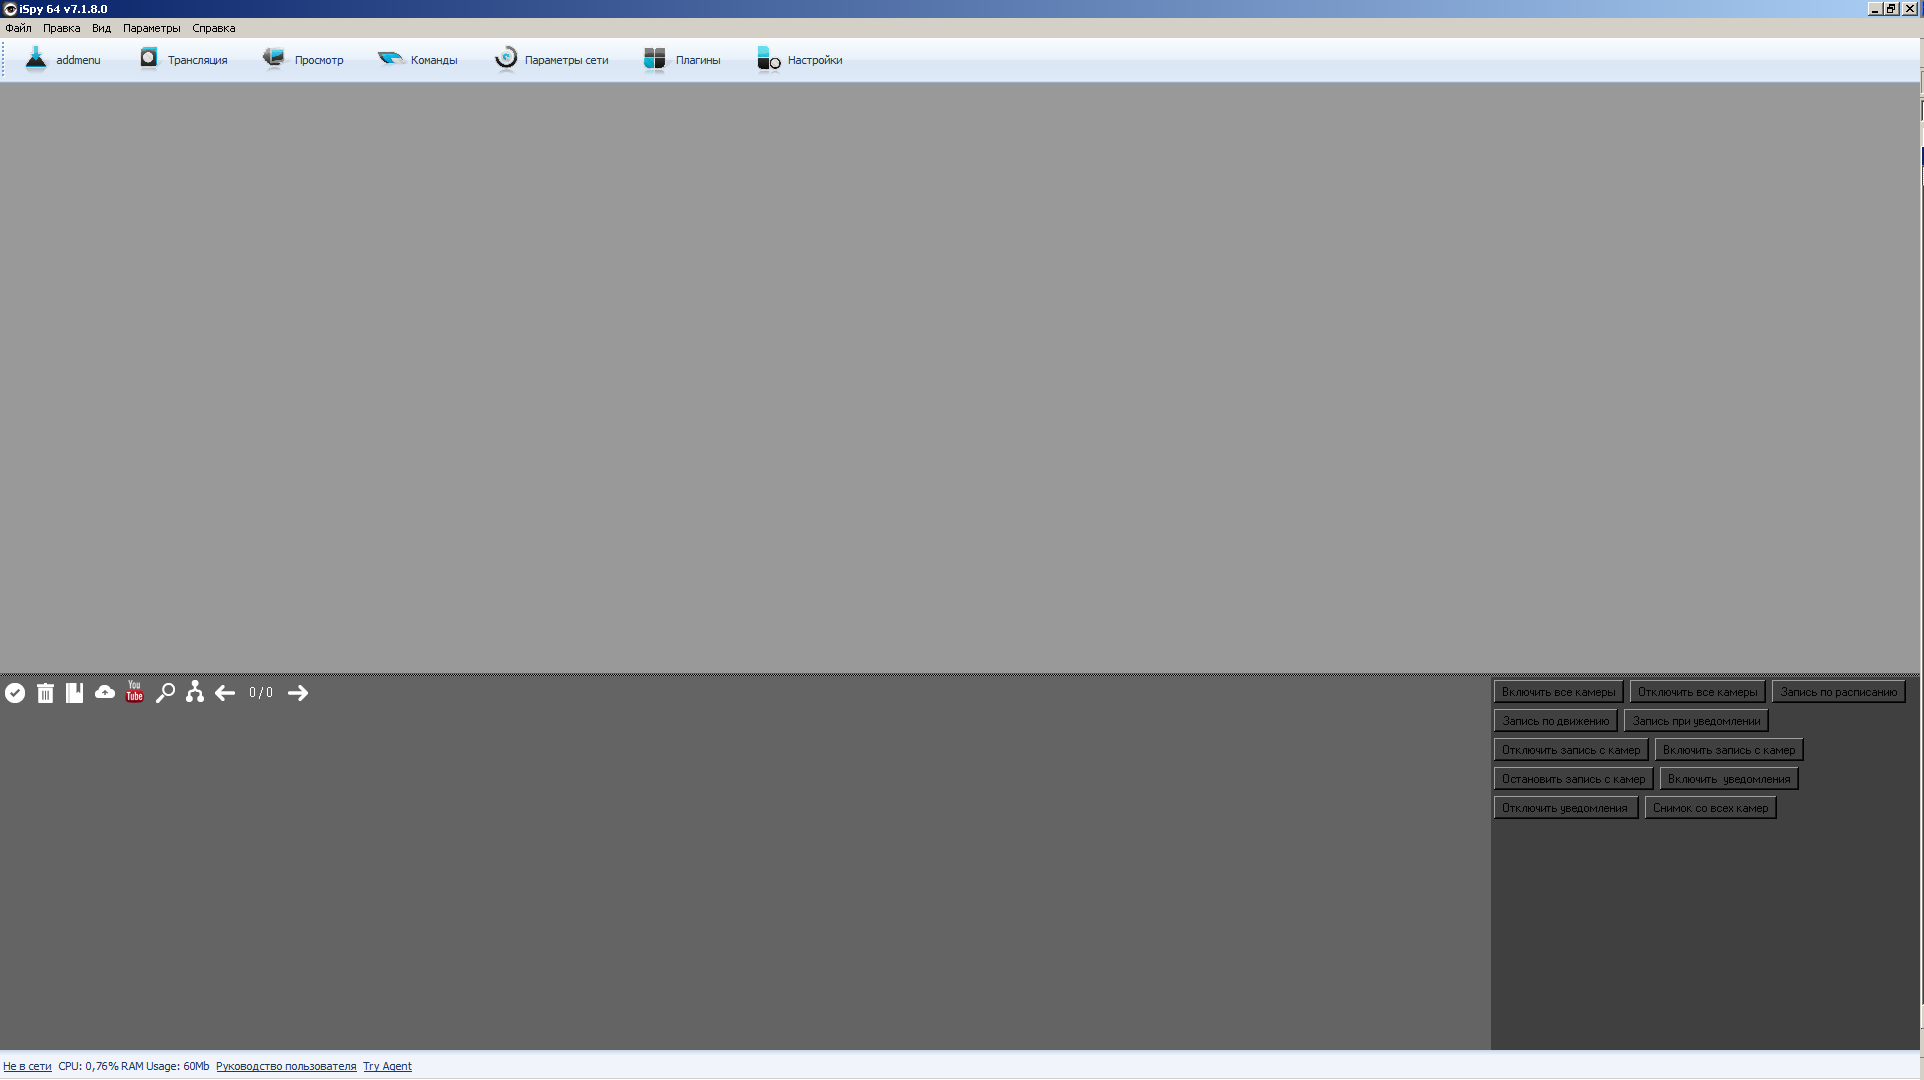 iSpy 64 v7.1.8.0
Файл Правка Вид Параметры Справка
addmenu Трансляция Просмотр Команды Параметры сети Плагины Настройки
You Tube 0 / 0
Включить все камеры Отключить все камеры Запись по расписанию
Запись по движению Запись при уведомлении
Отключить запись с камер Включить запись с камер
Остановить запись с камер Включить уведомления
Отключить уведомления Снимок со всех камер
Не в сети CPU: 0,76% RAM Usage: 60Mb Руководство пользователя Try Agent